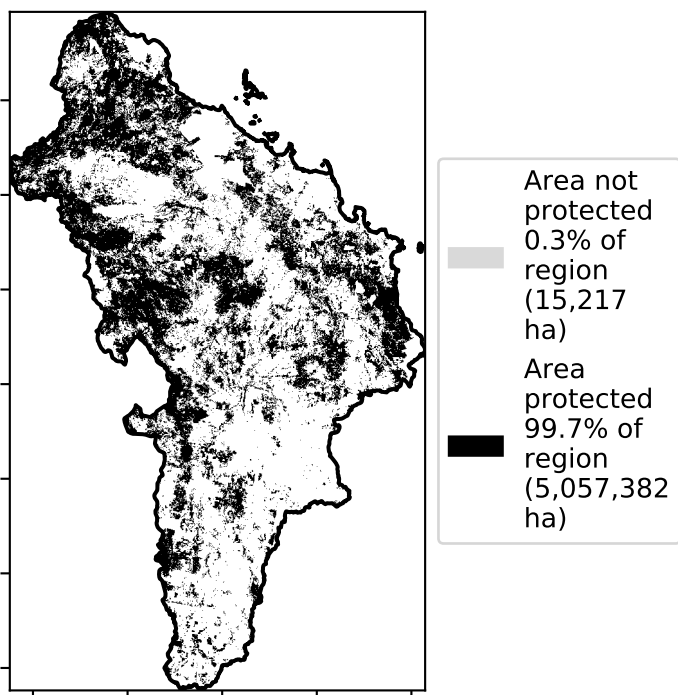 Area not
protected
0.3% of
region
(15,217
ha)
Area
protected
99.7% of
region
(5,057,382
ha)